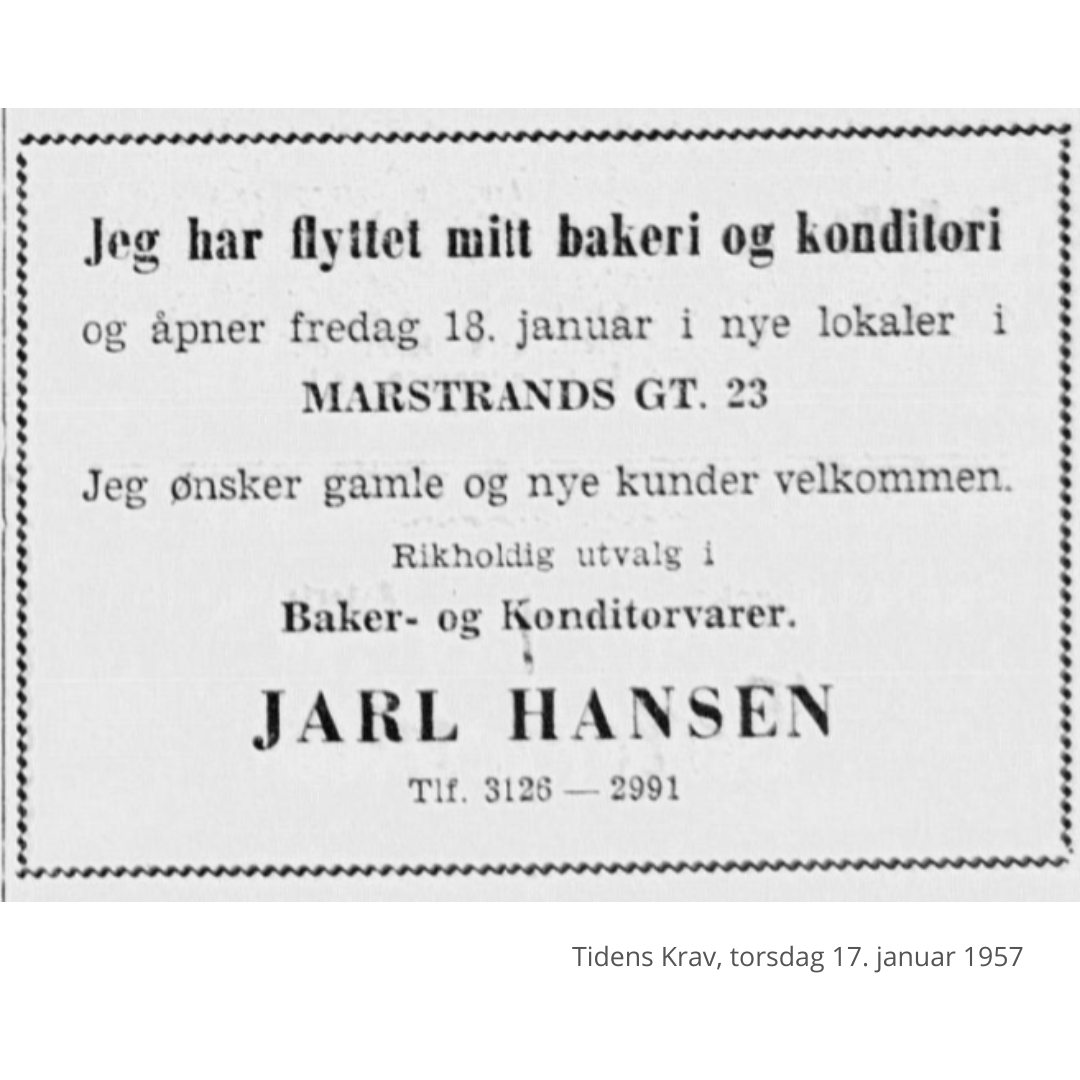 Jeg har flyttet mitt bakeri og konditori
og åpner fredag 18. januar i nye lokaler i
MARSTRANDS GT. 23
Jeg ønsker gamle og nye kunder velkommen.
Rikholdig utvalg i
Baker- og Konditorvarer.
JARL HANSEN
Tlf. 3126 — 2991
Tidens Krav, torsdag 17. januar 1957